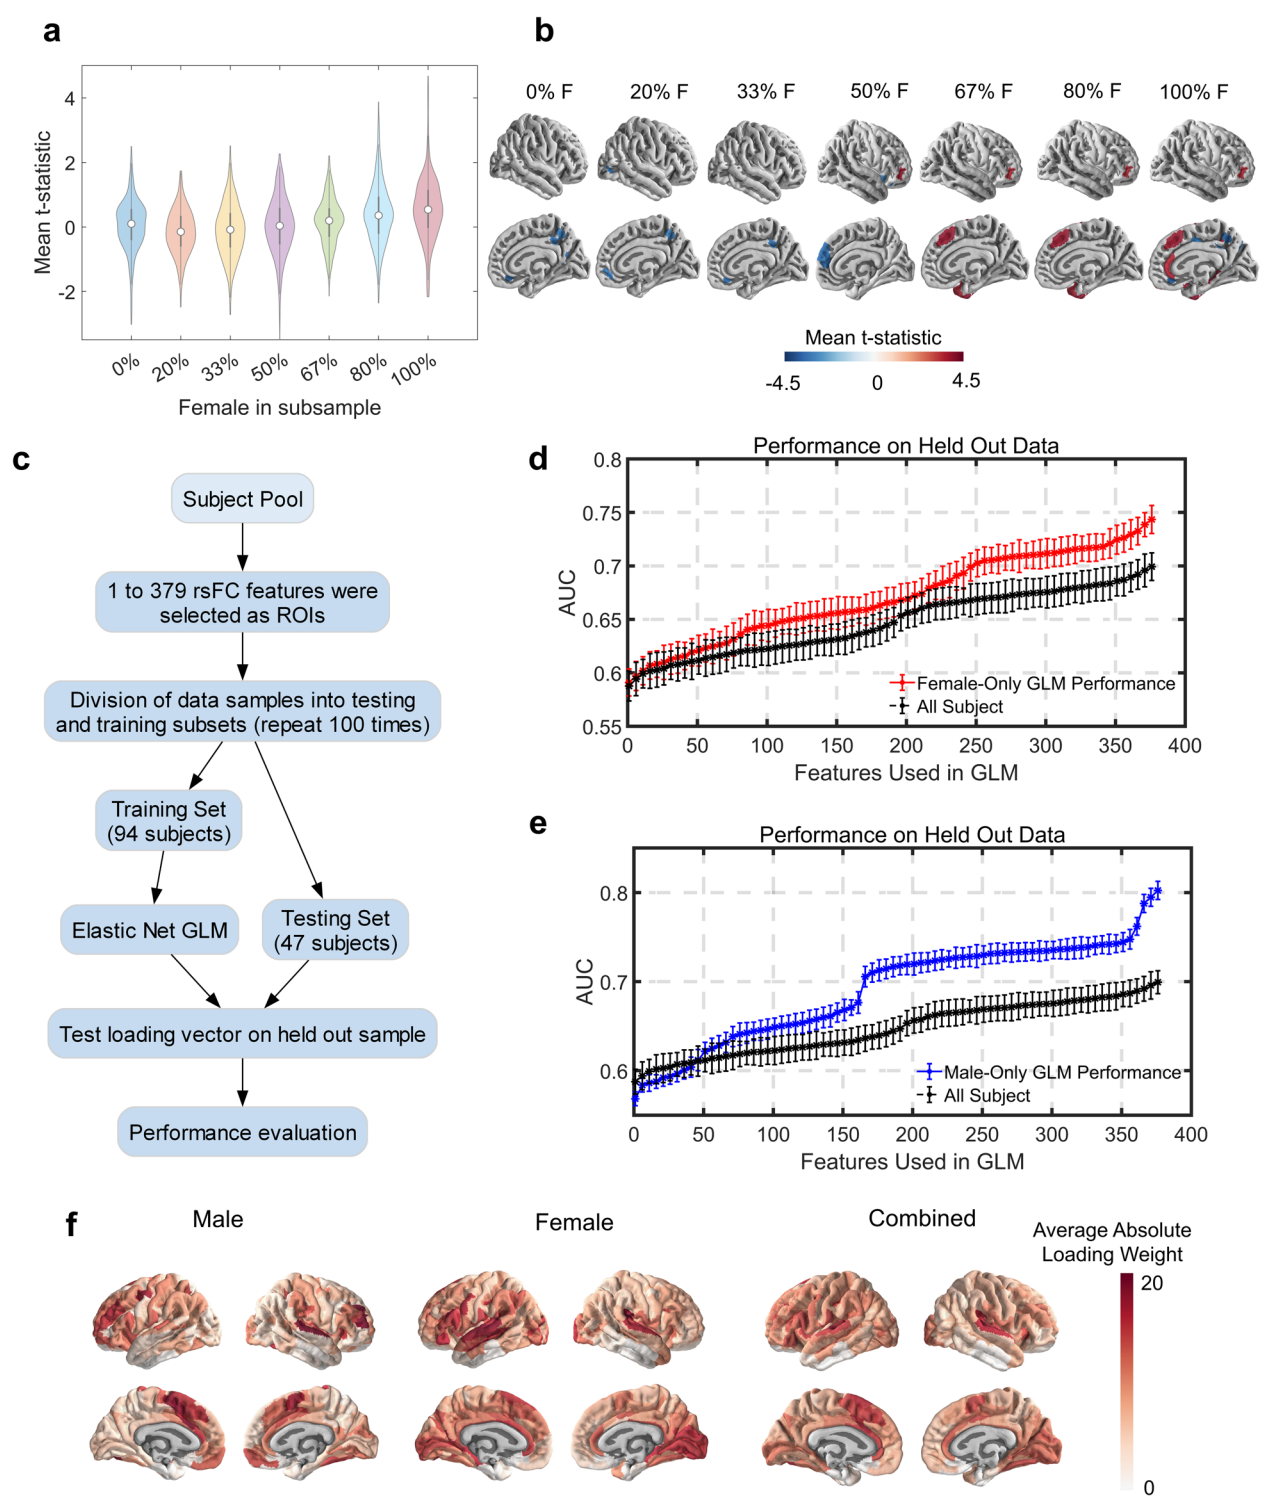 a
4
2
0
-2
Mean t-statistic
0%
20%
33%
50%
67%
80%
100%
Female in subsample
b
0% F
20% F
33% F
50% F
67% F
80% F
100% F
Mean t-statistic
-4.5
0
4.5
c
Subject Pool
1 to 379 rsFC features were
selected as ROIs
Division of data samples into testing
and training subsets (repeat 100 times)
Training Set
(94 subjects)
Elastic Net GLM
Testing Set
(47 subjects)
Test loading vector on held out sample
Performance evaluation
d
Performance on Held Out Data
0.8
0.75
0.7
0.65
0.6
0.55
AUC
Female-Only GLM Performance
All Subject
0
50
100
150
200
250
300
350
400
Features Used in GLM
e
Performance on Held Out Data
0.8
0.7
0.6
AUC
Male-Only GLM Performance
All Subject
0
50
100
150
200
250
300
350
400
Features Used in GLM
f
Male
Female
Combined
Average Absolute
Loading Weight
20
0